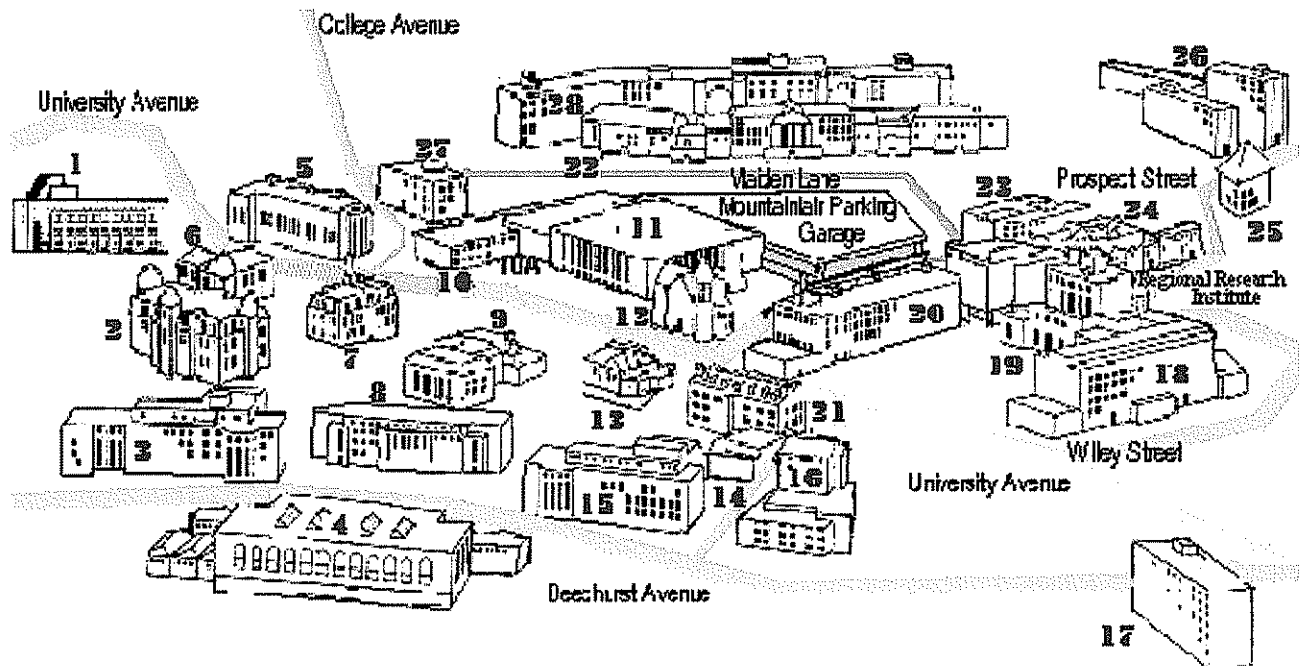 College Avenue
University Avenue
26
1
5
27
28
22
Maiden Lane
Mountainlair Parking
Garage
23
Prospect Street
24
25
6
11
10A
10
Regional Research
Institute
2
7
9
12
20
19
18
8
3
12
21
Willey Street
16
University Avenue
15
14
4
Beechurst Avenue
17